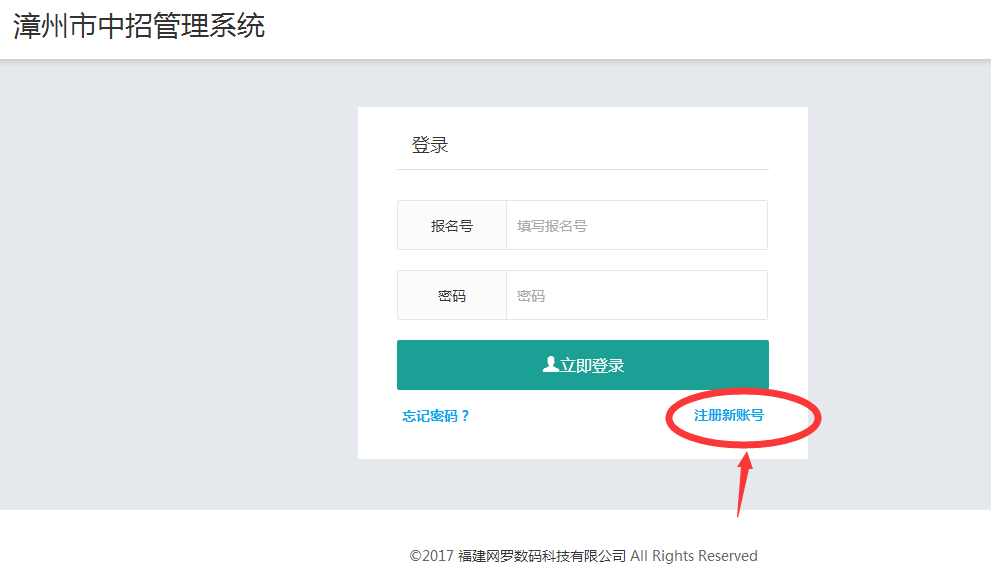 漳州市中招管理系统
登录
报名号 填写报名号
密码 密码
立即登录
忘记密码？ 注册新账号
©2017 福建网罗数码科技有限公司 All Rights Reserved